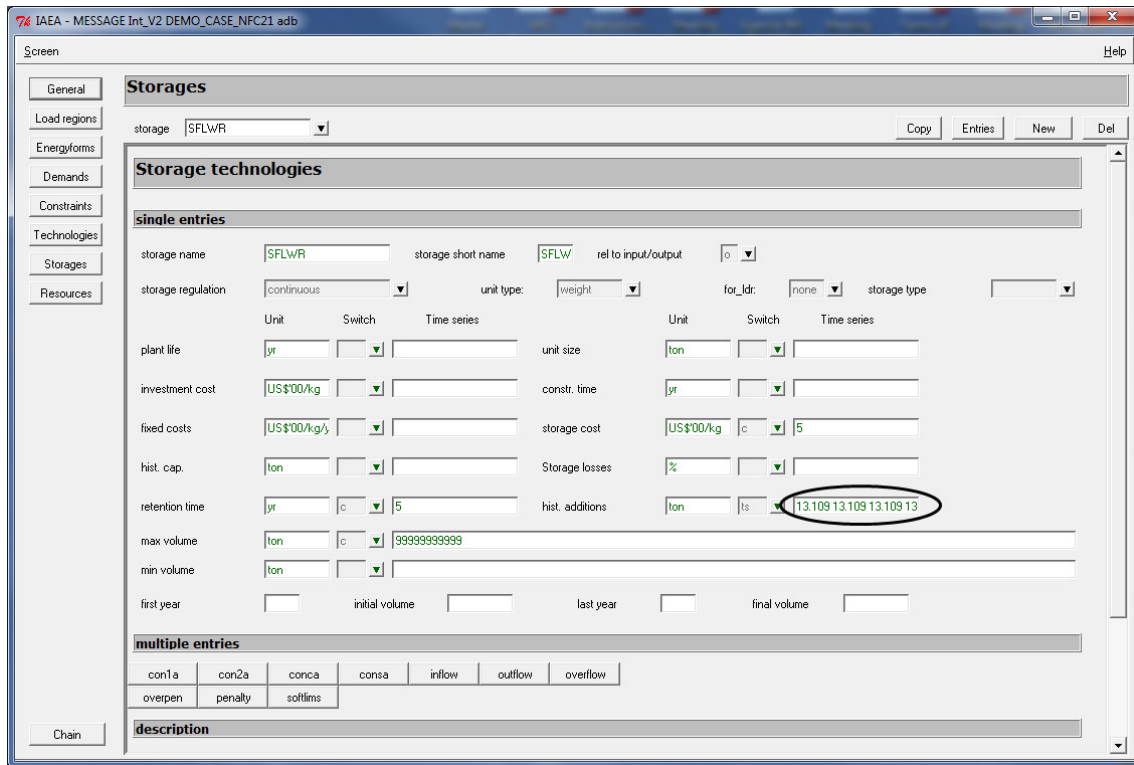 IAEA - MESSAGE Int_V2 DEMO_CASE_NFC21 adb
Screen Help
General
Load regions
Energyforms
Demands
Constraints
Technologies
Storages
Resources
Chain
Storages
storage SFLWR Copy Entries New Del
Storage technologies
single entries
storage name SFLWR storage short name SFLW rel to input/output o
storage regulation continuous unit type: weight for_ldr: none storage type
Unit Switch Time series Unit Switch Time series
plant life yr unit size ton
investment cost US$'00/kg constr. time yr
fixed costs US$'00/kg/y storage cost US$'00/kg c 5
hist. cap. ton Storage losses %
retention time yr c 5 hist. additions ton ts 13.109 13.109 13.109 13
max volume ton c 99999999999
min volume ton
first year initial volume last year final volume
multiple entries
con1a con2a conca consa inflow outflow overflow
overpen penalty softlims
description